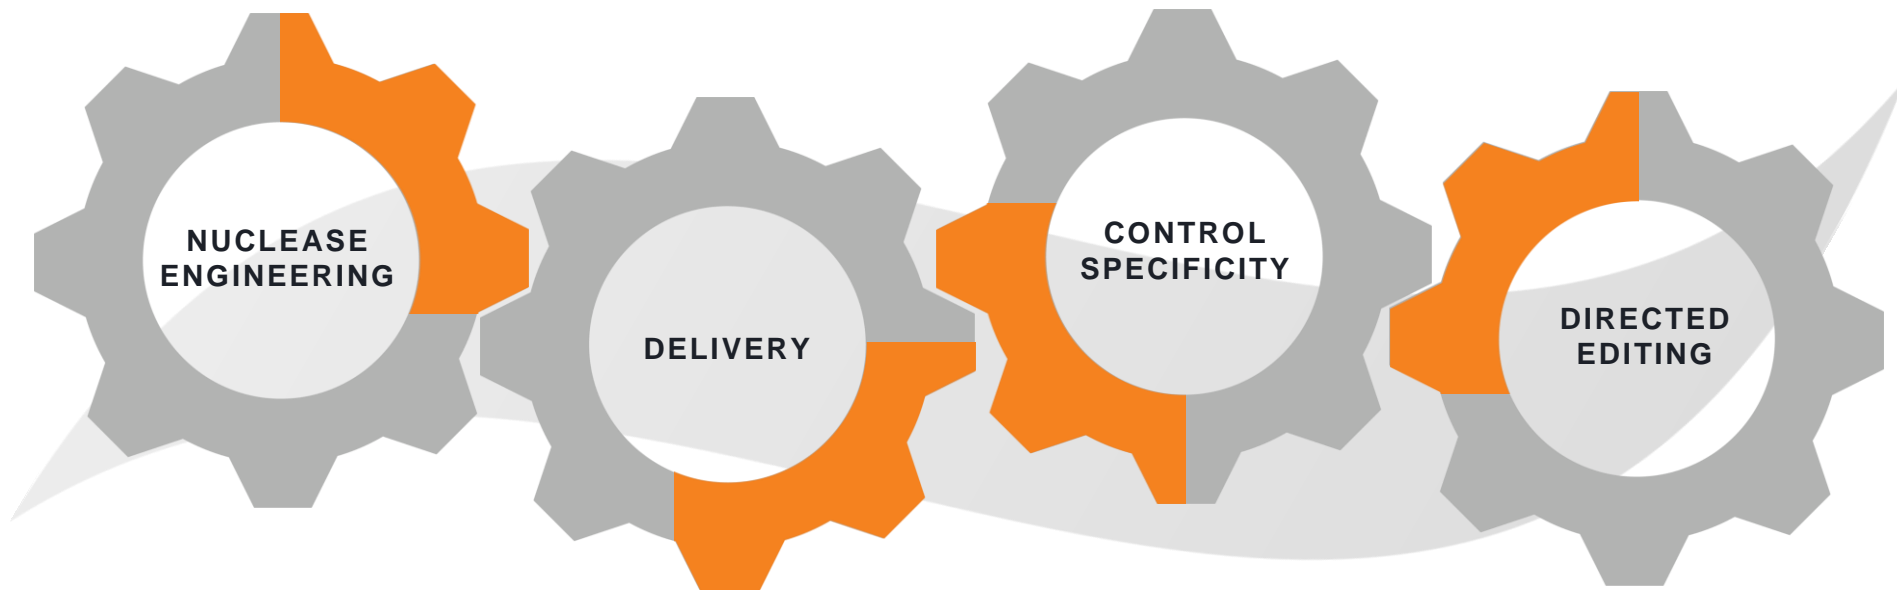 NUCLEASE
ENGINEERING
DELIVERY
CONTROL
SPECIFICITY
DIRECTED
EDITING